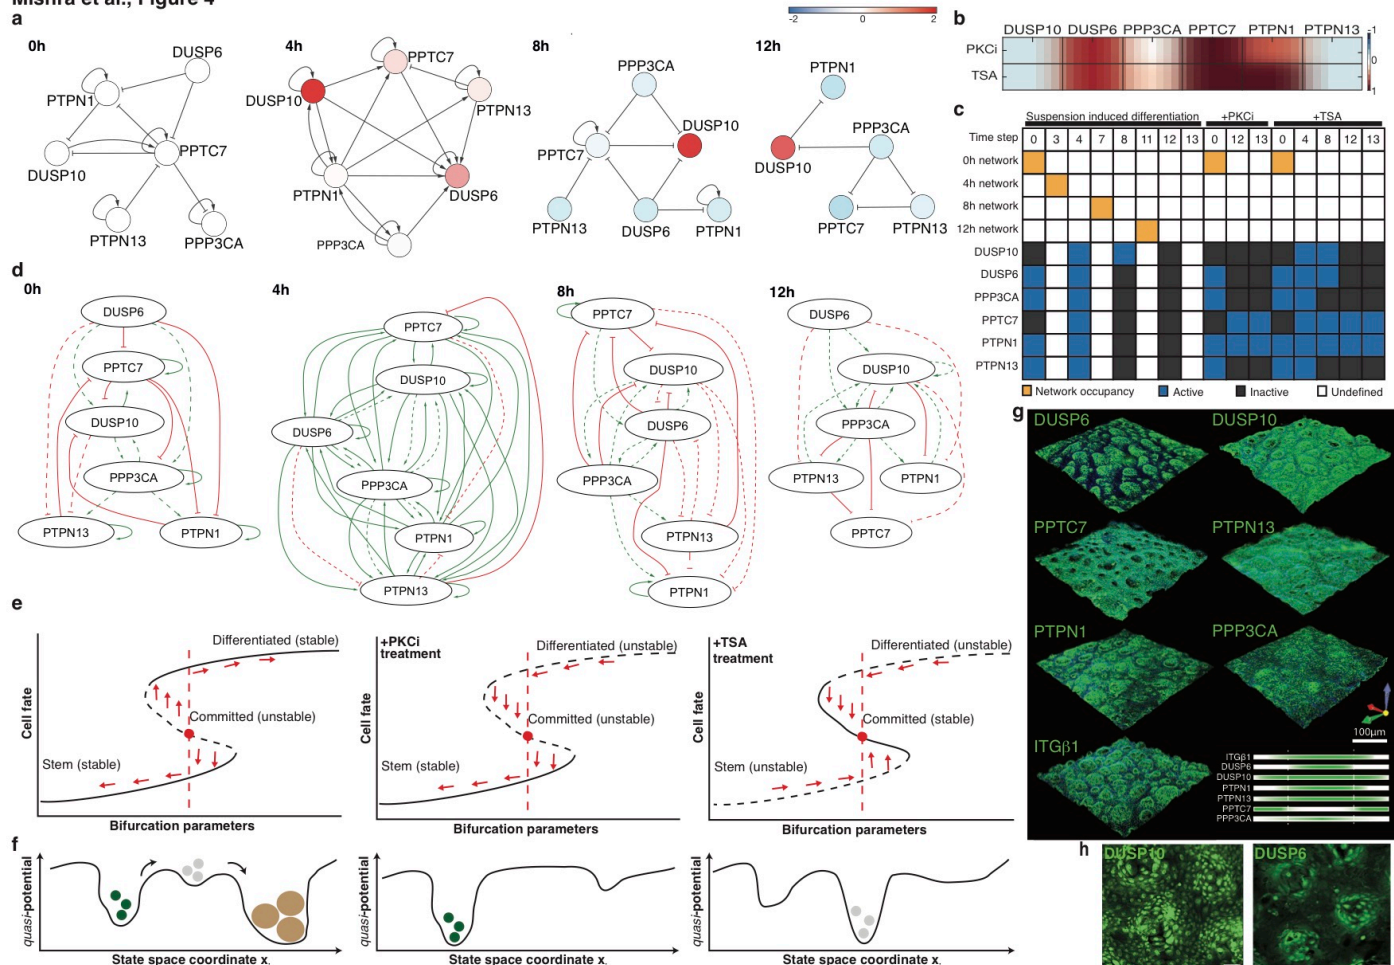 Mishra et al., Figure 4
a
-2 0 2
0h
DUSP6
PTPN1
PPTC7
DUSP10
PTPN13
PPP3CA
4h
PPTC7
DUSP10
PTPN13
PTPN1
DUSP6
PPP3CA
8h
PPP3CA
DUSP10
PPTC7
PTPN13
DUSP6
PTPN1
12h
PTPN1
PPP3CA
DUSP10
PPTC7
PTPN13
b
DUSP10 DUSP6 PPP3CA PPTC7 PTPN1 PTPN13
PKCi
TSA
-1
0
1
c
Suspension induced differentiation +PKCi +TSA
Time step 0 3 4 7 8 11 12 13 0 12 13 0 4 8 12 13
0h network
4h network
8h network
12h network
DUSP10
DUSP6
PPP3CA
PPTC7
PTPN1
PTPN13
Network occupancy Active Inactive Undefined
d
0h
DUSP6
PPTC7
DUSP10
PPP3CA
PTPN13
PTPN1
4h
PPTC7
DUSP10
DUSP6
PPP3CA
PTPN1
PTPN13
8h
PPTC7
DUSP10
DUSP6
PPP3CA
PTPN13
PTPN1
12h
DUSP6
DUSP10
PPP3CA
PTPN13
PTPN1
PPTC7
e
Cell fate
Differentiated (stable)
Committed (unstable)
Stem (stable)
Bifurcation parameters
+PKCi
treatment
Cell fate
Differentiated (unstable)
Committed (unstable)
Stem (stable)
Bifurcation parameters
+TSA
treatment
Cell fate
Differentiated (unstable)
Committed (stable)
Stem (unstable)
Bifurcation parameters
f
quasi-potential
State space coordinate x.
quasi-potential
State space coordinate x.
quasi-potential
State space coordinate x.
g
DUSP6
DUSP10
PPTC7
PTPN13
PTPN1
PPP3CA
100µm
ITGβ1
ITGβ1
DUSP6
DUSP10
PTPN1
PTPN13
PPTC7
PPP3CA
h
DUSP10
DUSP6